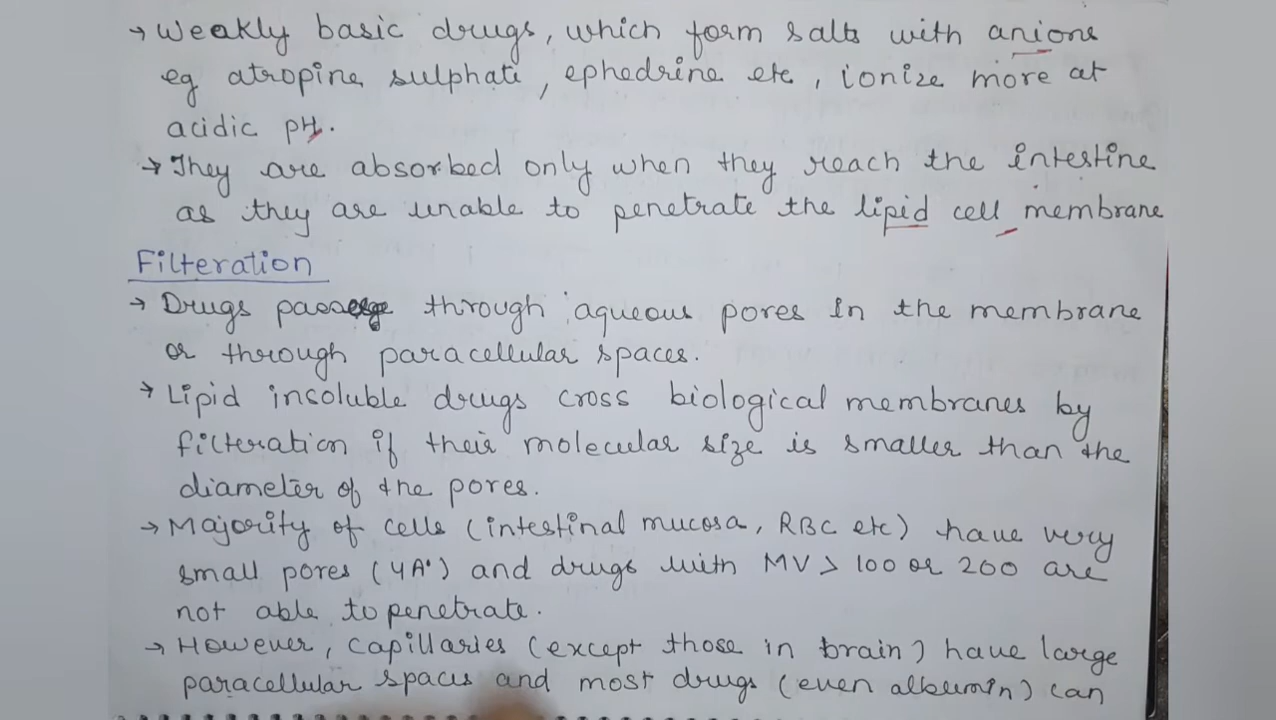 → Weakly basic drugs, which form salts with anions
eg atropine sulphate, ephedrine etc, ionize more at
acidic pH.
→ They are absorbed only when they reach the intestine
as they are unable to penetrate the lipid cell membrane
Filteration
→ Drugs passage through aqueous pores in the membrane
or through paracellular spaces.
→ Lipid insoluble drugs cross biological membranes by
filteration if their molecular size is smaller than the
diameter of the pores.
→ Majority of cells (intestinal mucosa, RBC etc) have very
small pores (4A°) and drugs with MV > 100 or 200 are
not able to penetrate.
→ However, capillaries (except those in brain) have large
paracellular spaces and most drugs (even albumin) can